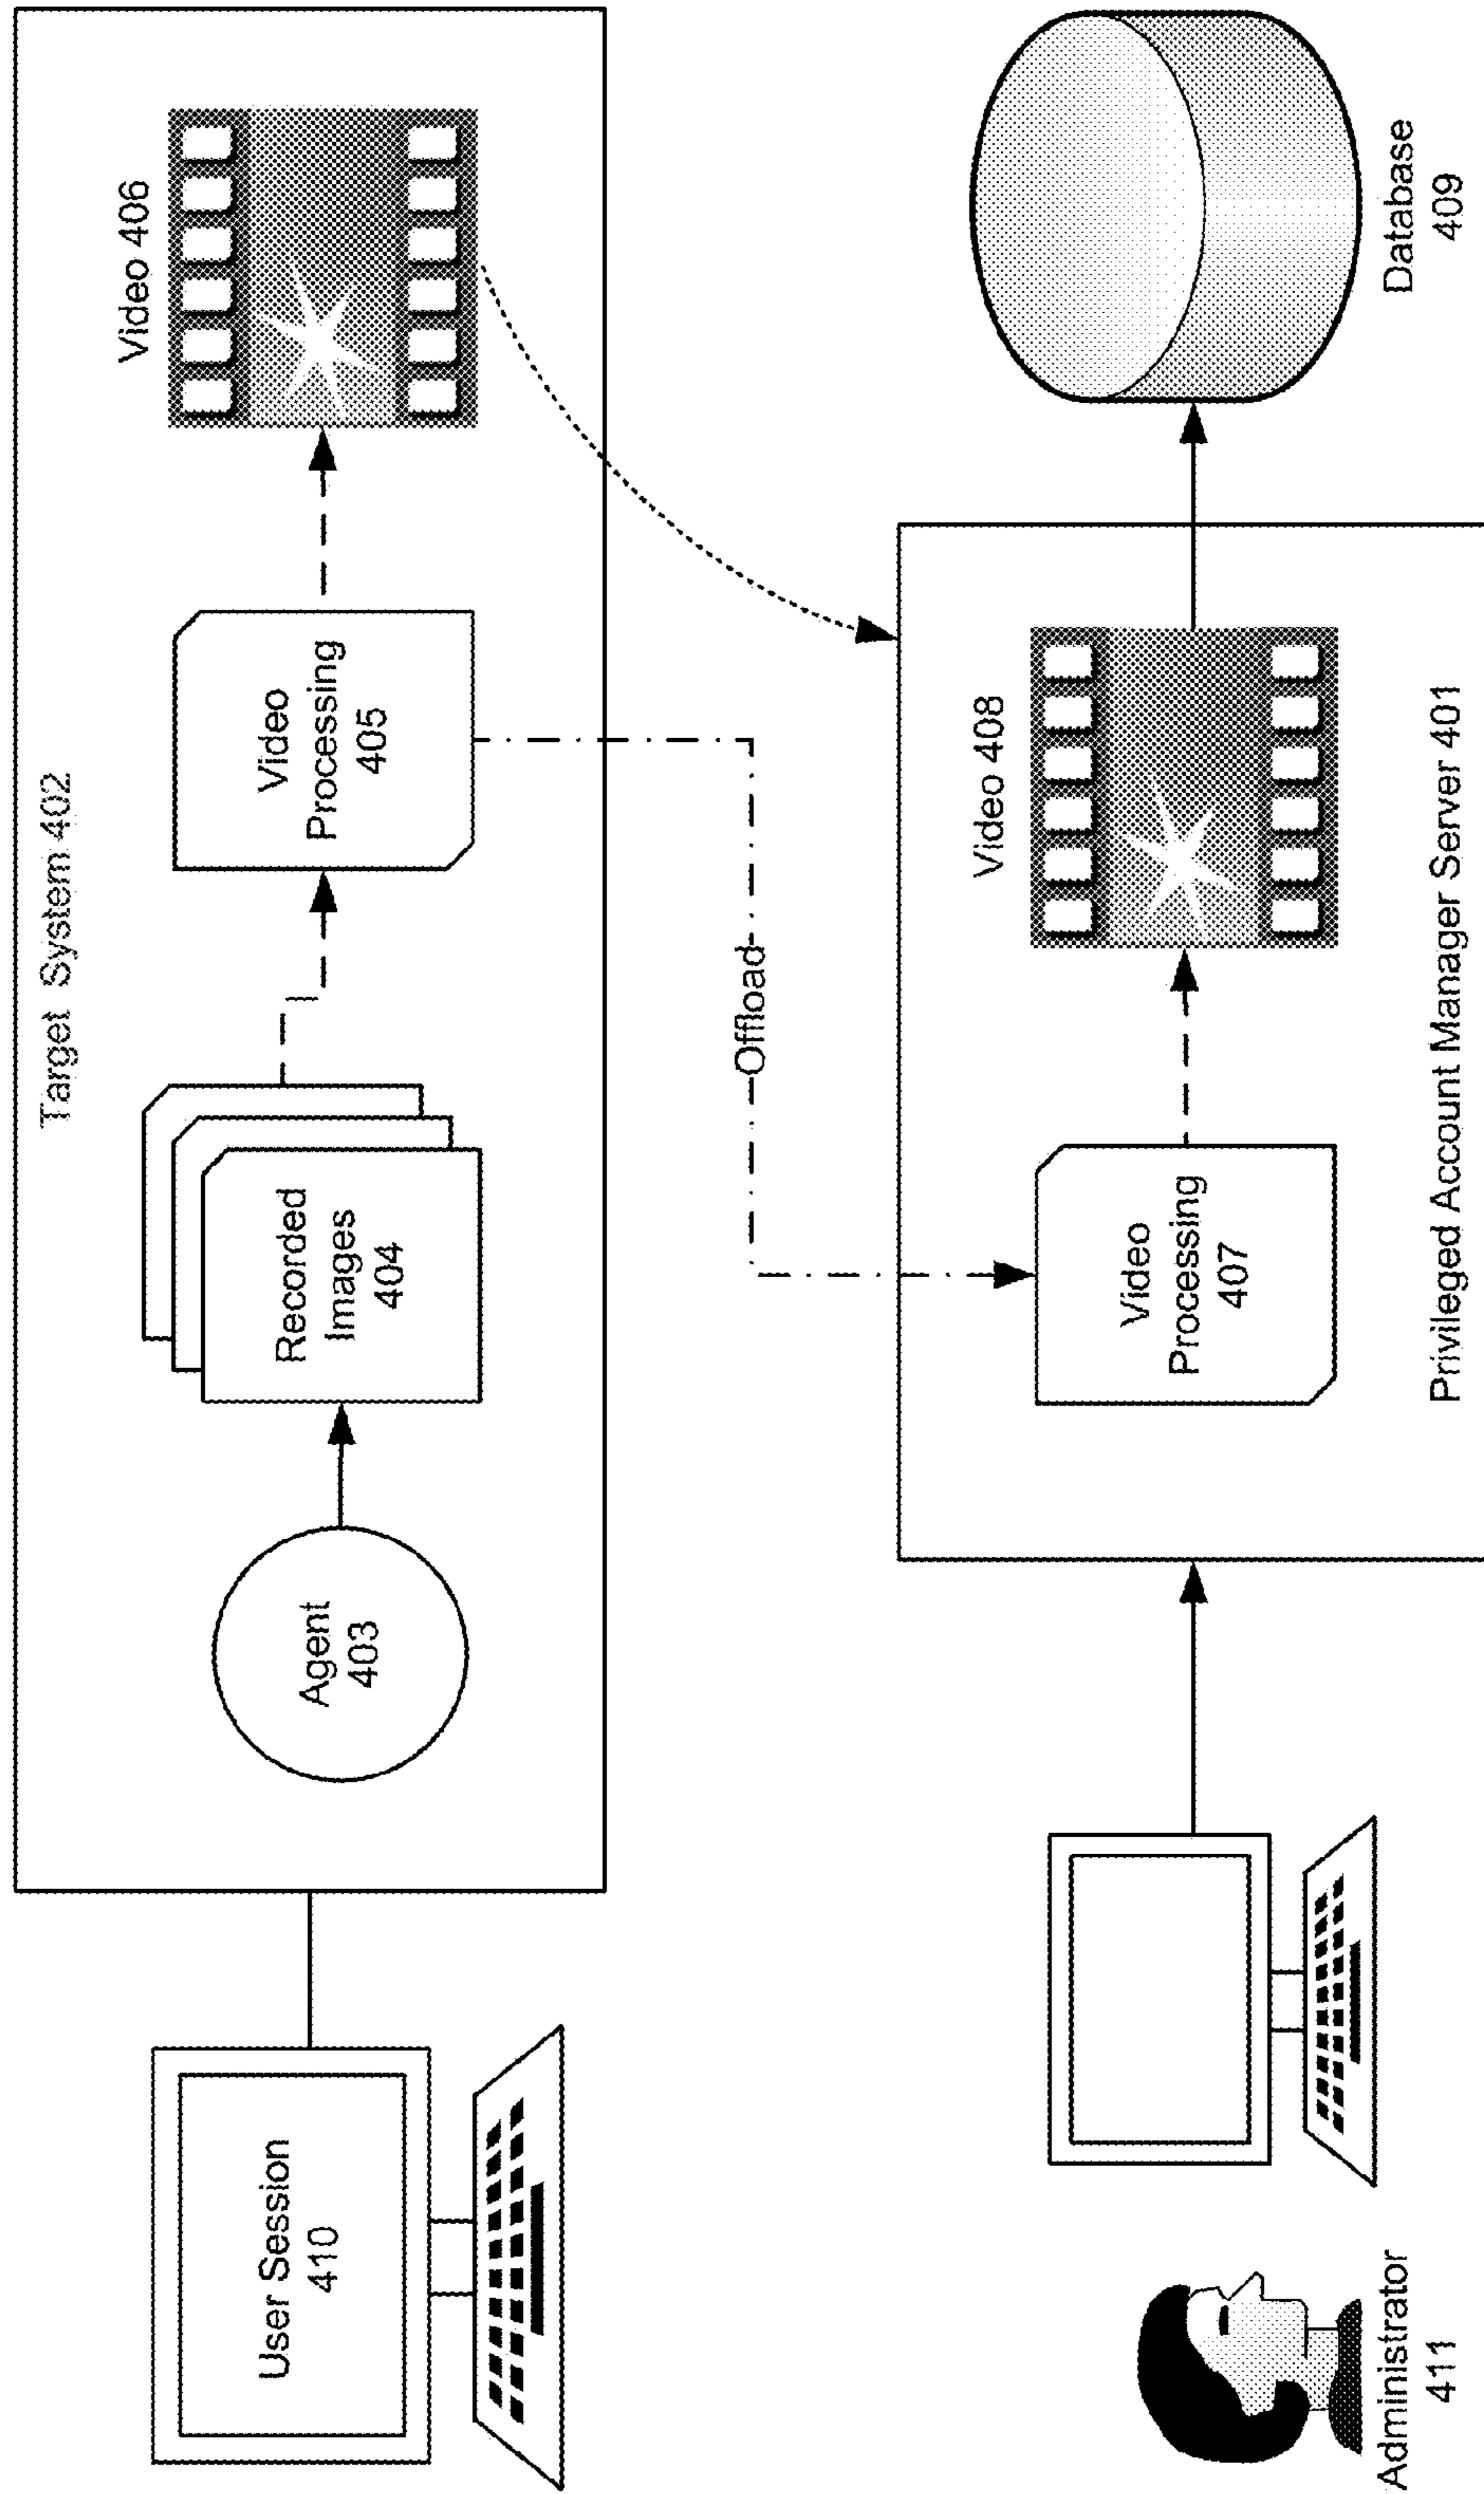 Target System 402
User Session
410
Agent
403
Recorded
Images
404
Video
Processing
405
Video 406
Offload
Administrator
411
Video
Processing
407
Video 408
Privileged Account Manager Server 401
Database
409